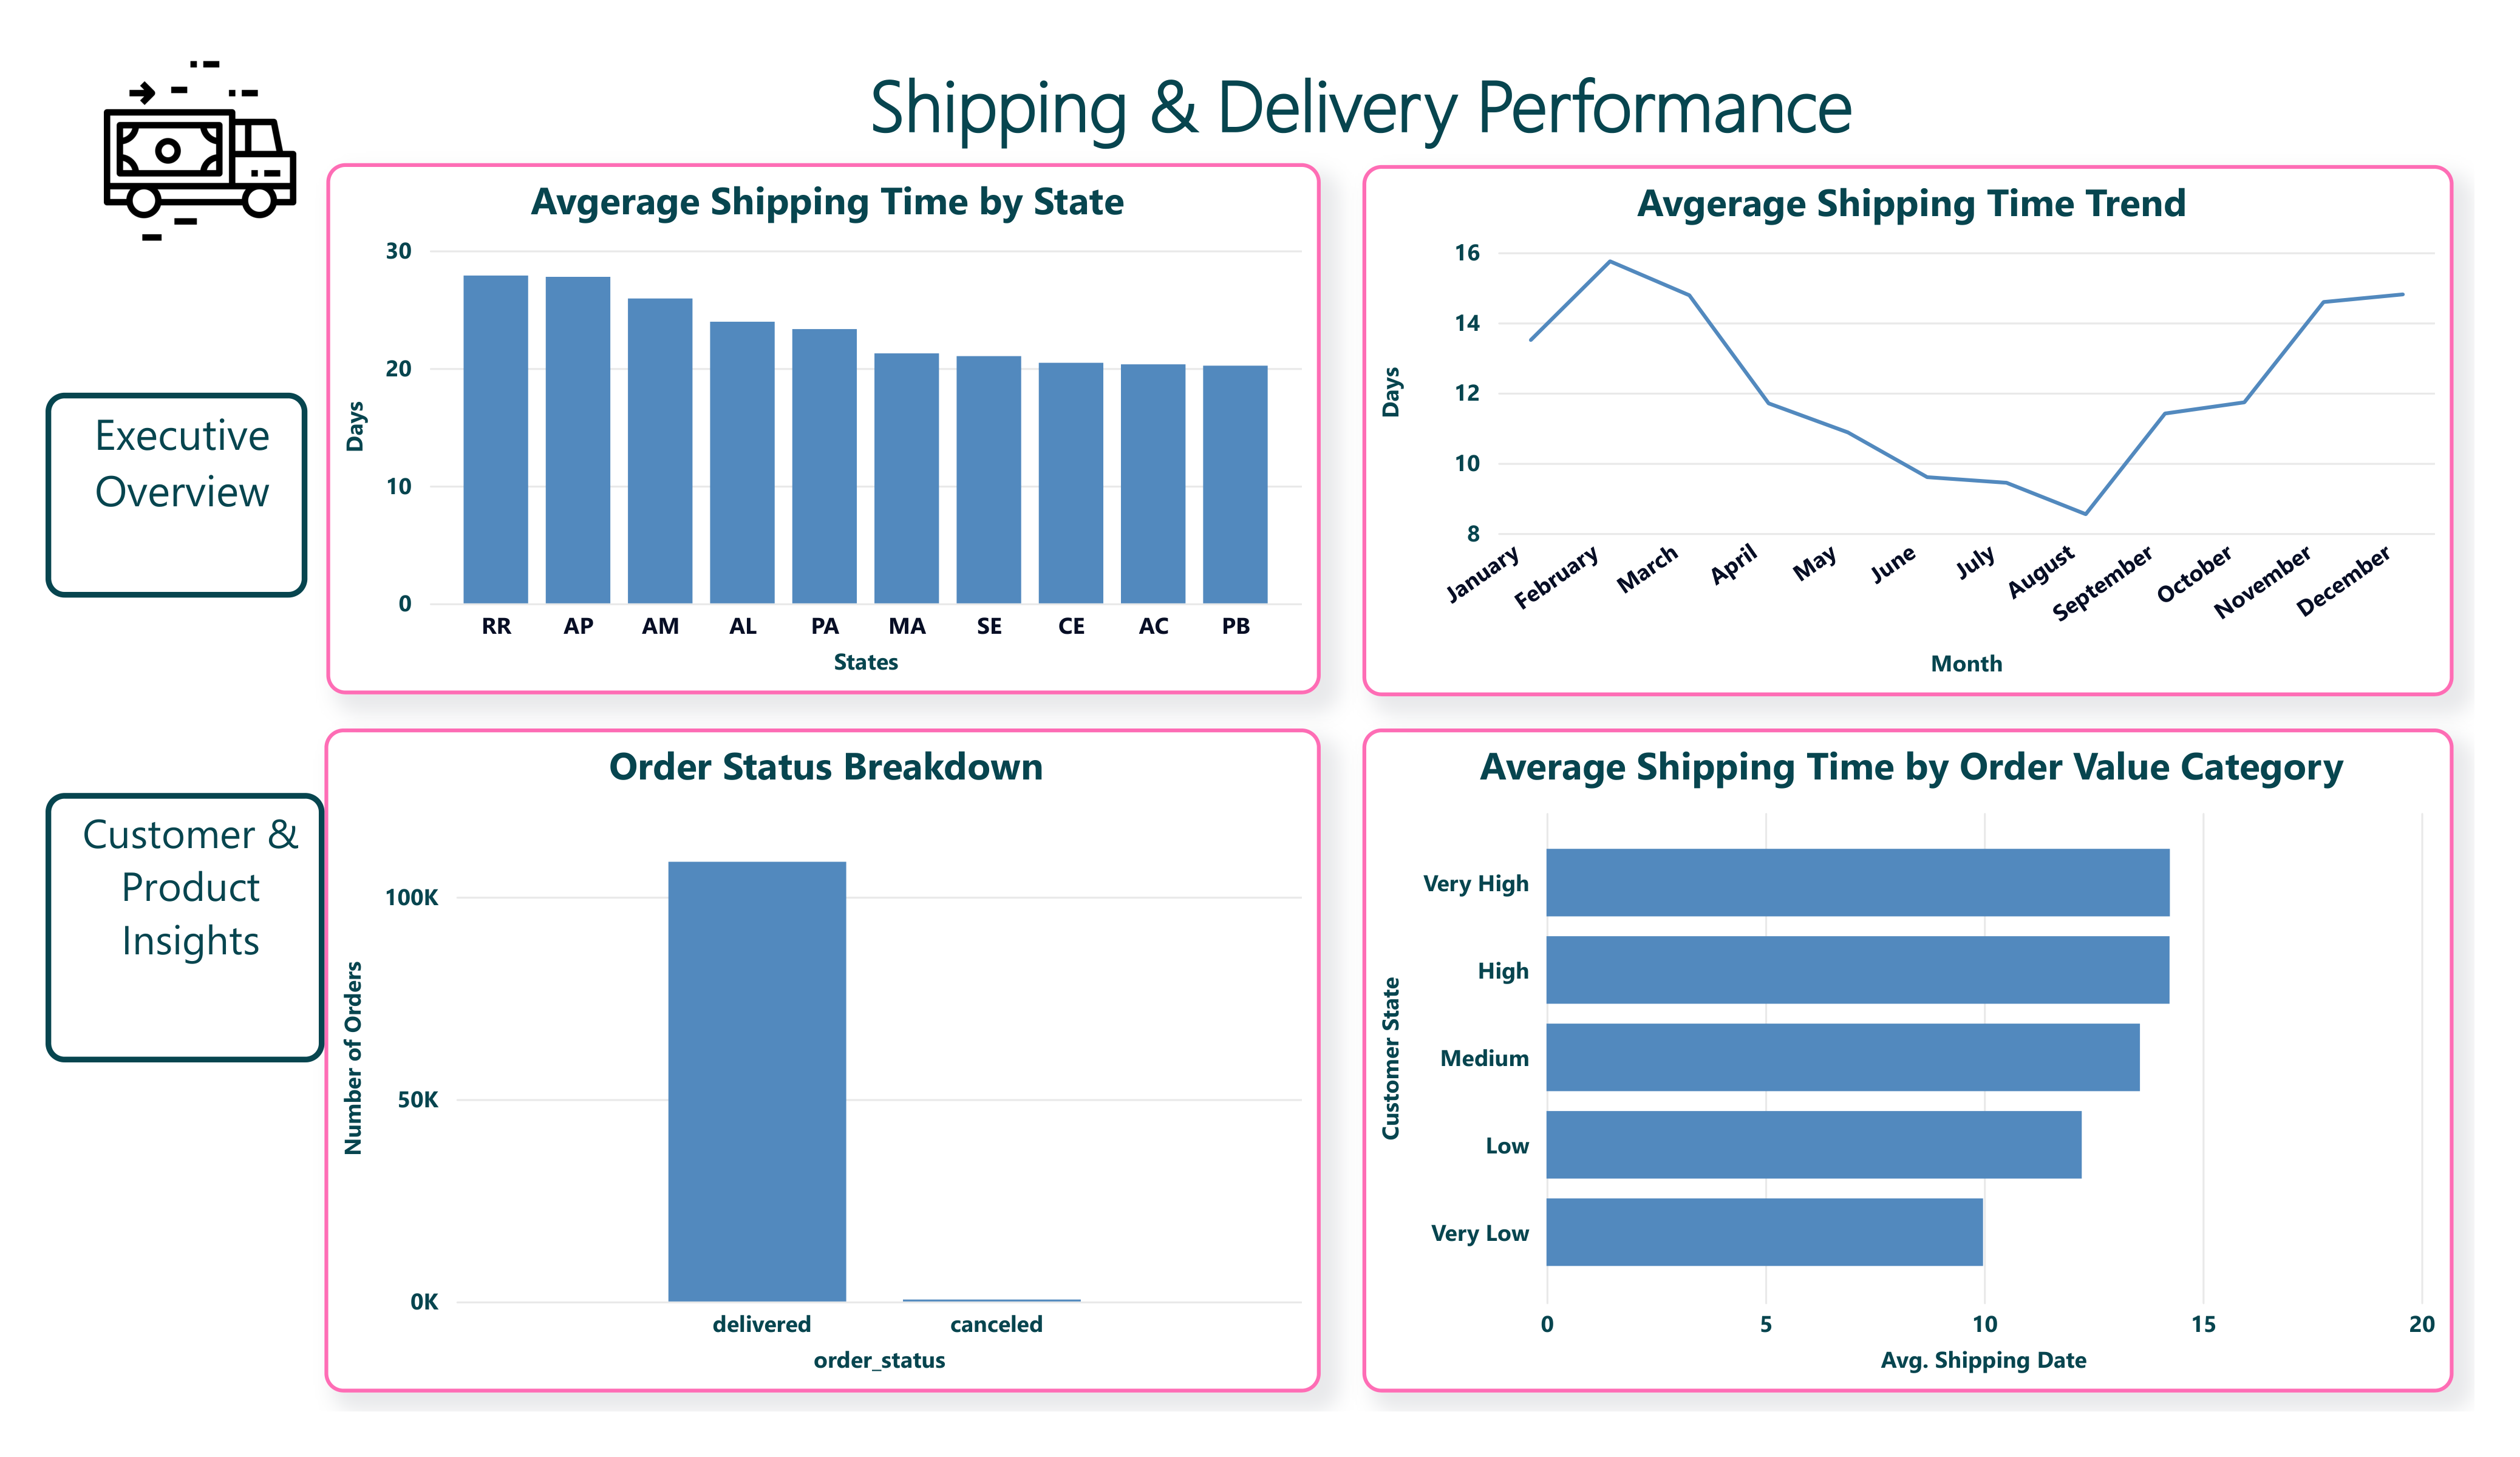 Shipping & Delivery Performance
Executive
Overview
Customer &
Product
Insights
Avgerage Shipping Time by State
30
20
10
0
Days
RR AP AM AL PA MA SE CE AC PB
States
Avgerage Shipping Time Trend
16
14
12
10
8
Days
January February March April May June July August September October November December
Month
Order Status Breakdown
100K
50K
0K
Number of Orders
delivered canceled
order_status
Average Shipping Time by Order Value Category
Customer State
Very High
High
Medium
Low
Very Low
0 5 10 15 20
Avg. Shipping Date